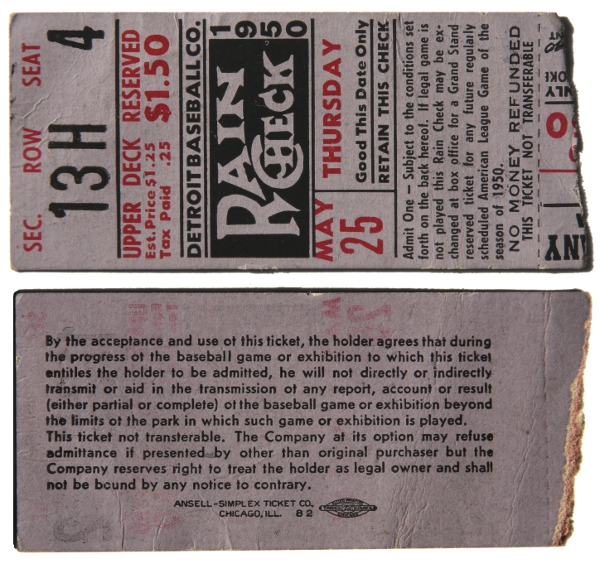 SEC. ROW SEAT
13 H 4
UPPER DECK RESERVED
Est. Price $1.25
Tax Paid .25
$1.50
DETROIT BASEBALL CO.
1950
RAIN
CHECK
MAY
25
THURSDAY
Good This Date Only
RETAIN THIS CHECK
Admit One — Subject to the conditions set
forth on the back hereof. If legal game is
not played this Rain Check may be ex-
changed at box office for a Grand Stand
reserved ticket for any future regularly
scheduled American League Game of the
season of 1950.
NO MONEY REFUNDED
THIS TICKET NOT TRANSFERABLE
By the acceptance and use of this ticket, the holder agrees that during
the progress of the baseball game or exhibition to which this ticket
entitles the holder to be admitted, he will not directly or indirectly
transmit or aid in the transmission of any report, account or result
(either partial or complete) of the baseball game or exhibition beyond
the limits of the park in which such game or exhibition is played.
This ticket not transferable. The Company at its option may refuse
admittance if presented by other than original purchaser but the
Company reserves right to treat the holder as legal owner and shall
not be bound by any notice to contrary.
ANSELL-SIMPLEX TICKET CO.
CHICAGO, ILL. 82